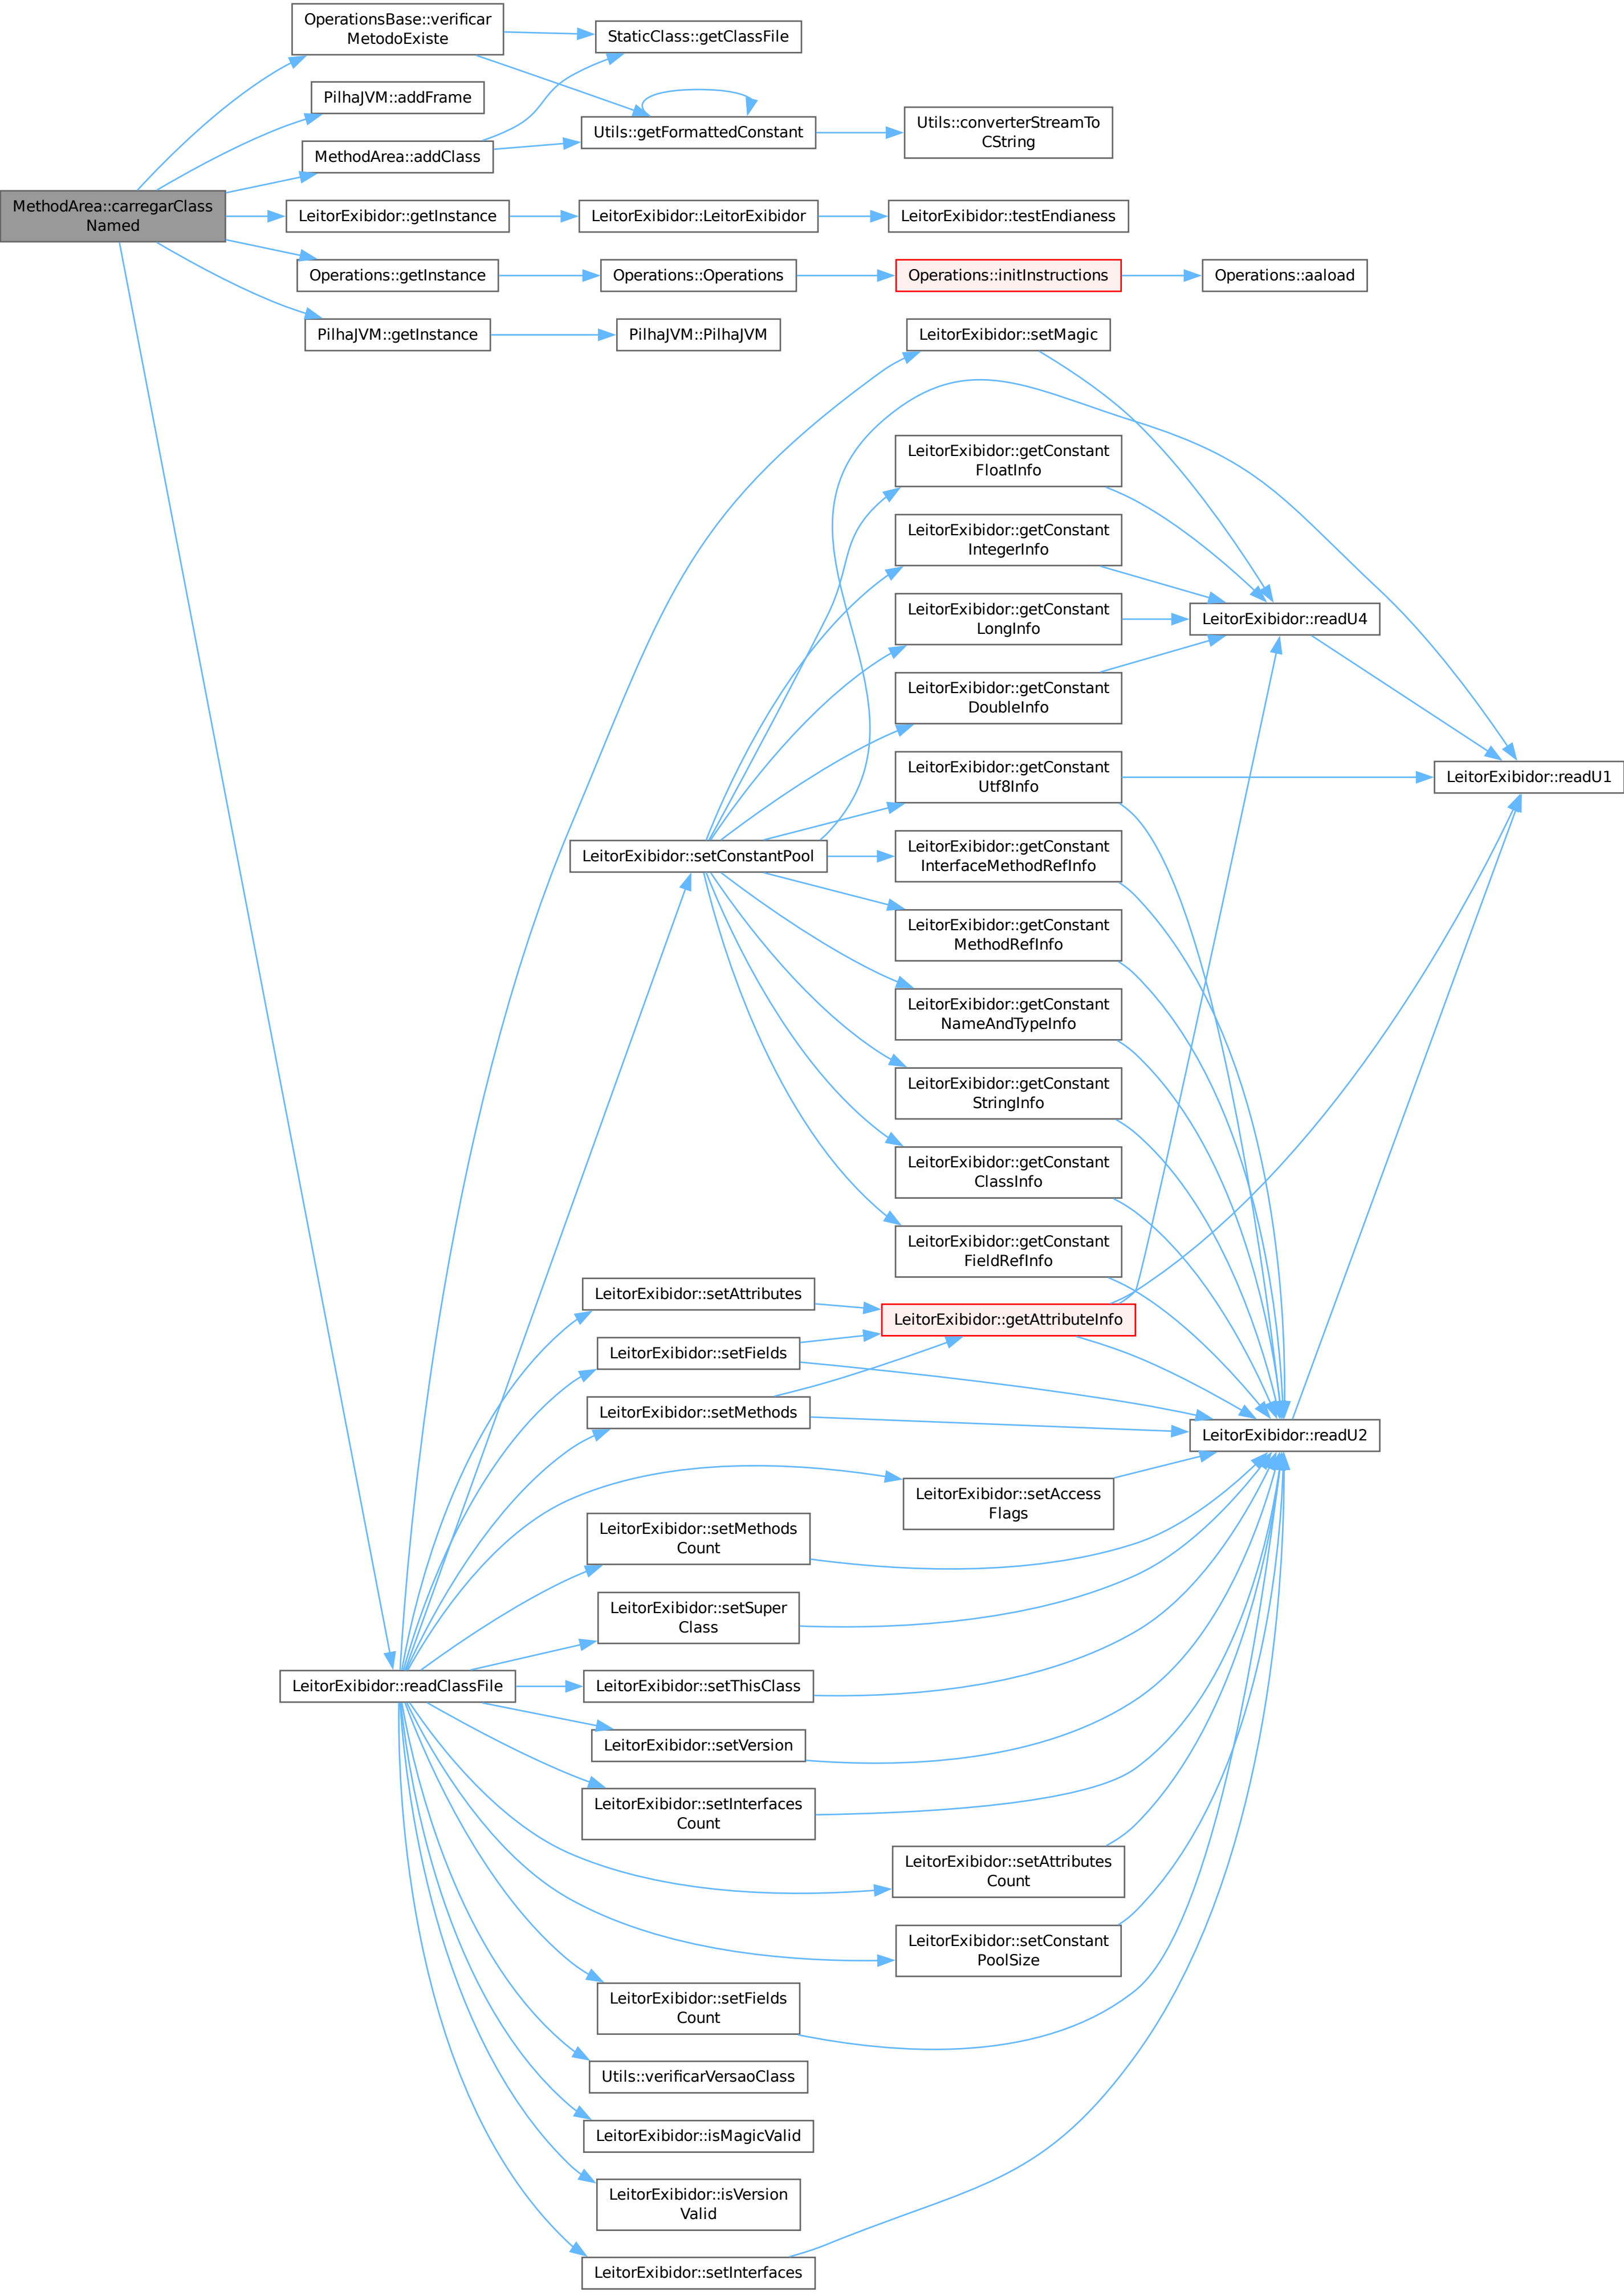 OperationsBase::verificar
MetodoExiste
StaticClass::getClassFile
PilhaJVM::addFrame
Utils::getFormattedConstant
Utils::converterStreamTo
CString
MethodArea::addClass
MethodArea::carregarClass
Named
LeitorExibidor::getInstance
LeitorExibidor::LeitorExibidor
LeitorExibidor::testEndianess
Operations::getInstance
Operations::Operations
Operations::initInstructions
Operations::aaload
PilhaJVM::getInstance
PilhaJVM::PilhaJVM
LeitorExibidor::setMagic
LeitorExibidor::getConstant
FloatInfo
LeitorExibidor::getConstant
IntegerInfo
LeitorExibidor::getConstant
LongInfo
LeitorExibidor::readU4
LeitorExibidor::getConstant
DoubleInfo
LeitorExibidor::getConstant
Utf8Info
LeitorExibidor::readU1
LeitorExibidor::setConstantPool
LeitorExibidor::getConstant
InterfaceMethodRefInfo
LeitorExibidor::getConstant
MethodRefInfo
LeitorExibidor::getConstant
NameAndTypeInfo
LeitorExibidor::getConstant
StringInfo
LeitorExibidor::getConstant
ClassInfo
LeitorExibidor::getConstant
FieldRefInfo
LeitorExibidor::setAttributes
LeitorExibidor::getAttributeInfo
LeitorExibidor::setFields
LeitorExibidor::setMethods
LeitorExibidor::readU2
LeitorExibidor::setAccess
Flags
LeitorExibidor::setMethods
Count
LeitorExibidor::setSuper
Class
LeitorExibidor::readClassFile
LeitorExibidor::setThisClass
LeitorExibidor::setVersion
LeitorExibidor::setInterfaces
Count
LeitorExibidor::setAttributes
Count
LeitorExibidor::setConstant
PoolSize
LeitorExibidor::setFields
Count
Utils::verificarVersaoClass
LeitorExibidor::isMagicValid
LeitorExibidor::isVersion
Valid
LeitorExibidor::setInterfaces